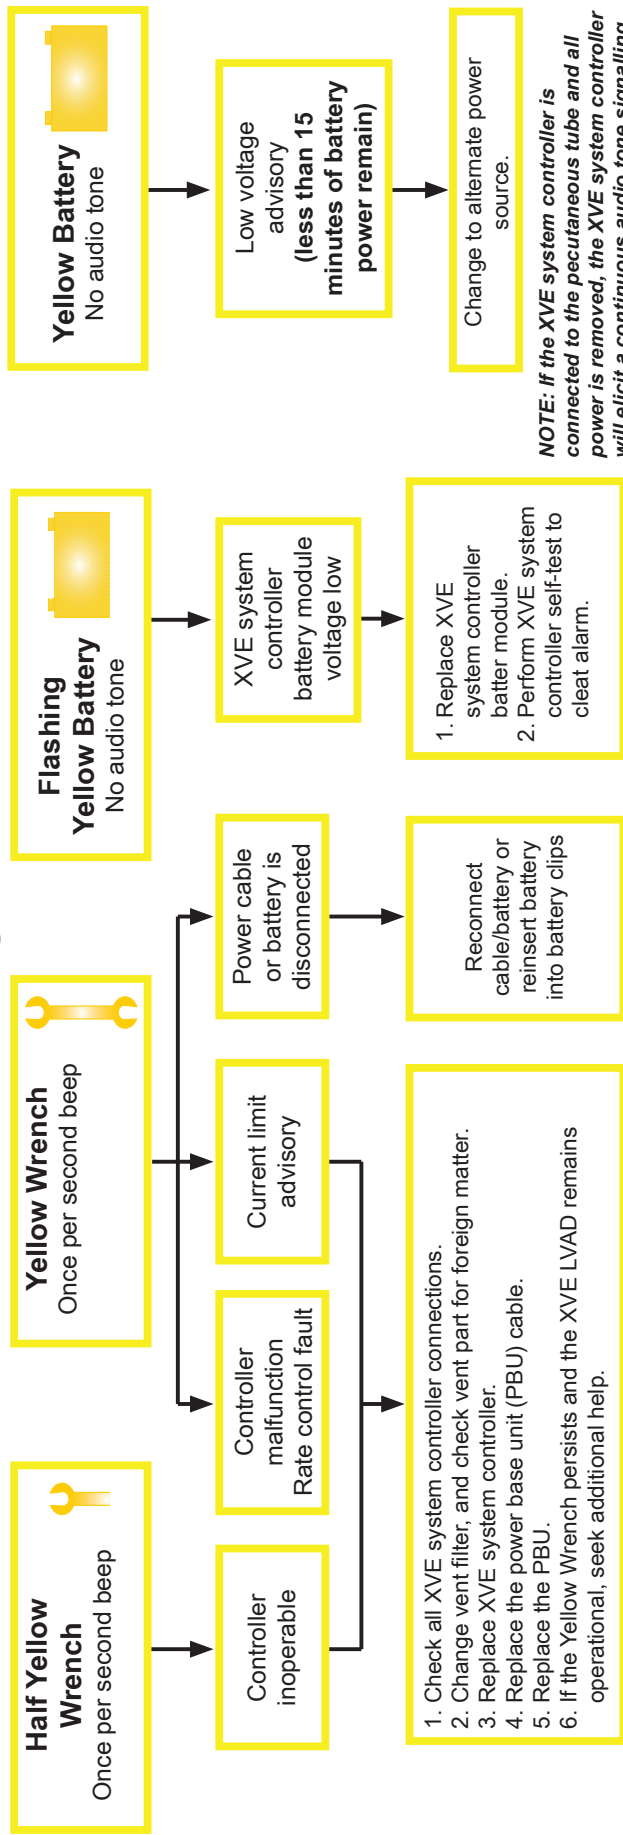 Half Yellow
Wrench
Once per second beep
Controller
inoperable
Yellow Wrench
Once per second beep
Controller
malfunction
Rate control fault
Current limit
advisory
Power cable
or battery is
disconnected
1. Check all XVE system controller connections.
2. Change vent filter, and check vent part for foreign matter.
3. Replace XVE system controller.
4. Replace the power base unit (PBU) cable.
5. Replace the PBU.
6. If the Yellow Wrench persists and the XVE LVAD remains
operational, seek additional help.
Reconnect
cable/battery or
reinsert battery
into battery clips
Flashing
Yellow Battery
No audio tone
XVE system
controller
battery module
voltage low
1. Replace XVE
system controller
batter module.
2. Perform XVE system
controller self-test to
cleat alarm.
Yellow Battery
No audio tone
Low voltage
advisory
(less than 15
minutes of battery
power remain)
Change to alternate power
source.
NOTE: If the XVE system controller is
connected to the pecutaneous tube and all
power is removed, the XVE system controller
will elicit a continuous audio tone signalling